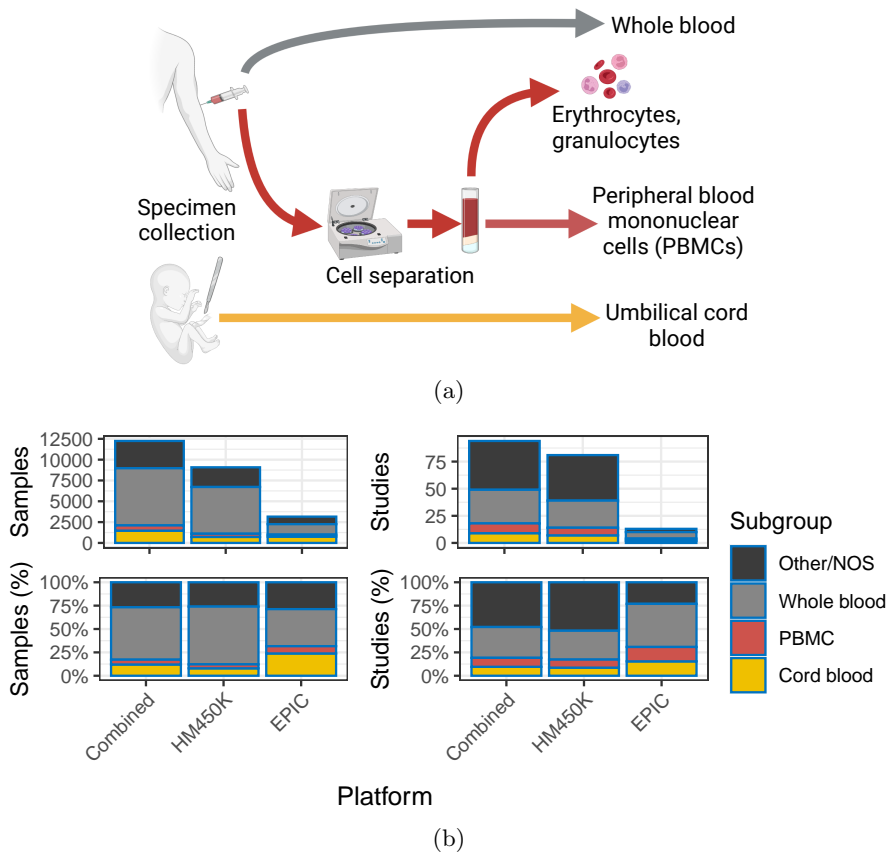 Whole blood
Erythrocytes,
granulocytes
Specimen
collection
Peripheral blood
mononuclear
cells (PBMCs)
Cell separation
Umbilical cord
blood
(a)
Samples
12500
10000
7500
5000
2500
0
Studies
75
50
25
0
Samples (%)
100%
75%
50%
25%
0%
Combined
HM450K
EPIC
Studies (%)
100%
75%
50%
25%
0%
Combined
HM450K
EPIC
Platform
Subgroup
Other/NOS
Whole blood
PBMC
Cord blood
(b)